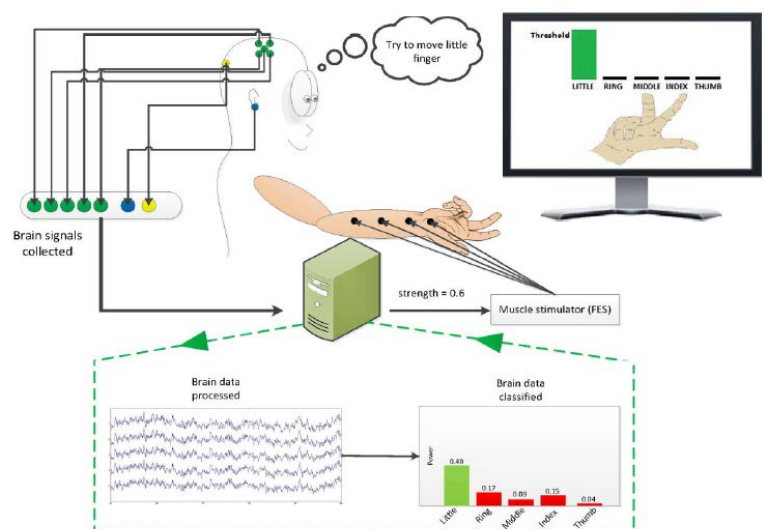 Try to move little
finger
Threshold
LITTLE RING MIDDLE INDEX THUMB
Brain signals
collected
strength = 0.6
Muscle stimulator (FES)
Brain data
processed
Brain data
classified
Power
0.49
0.17
0.09
0.15
0.04
Little
Ring
Middle
Index
Thumb